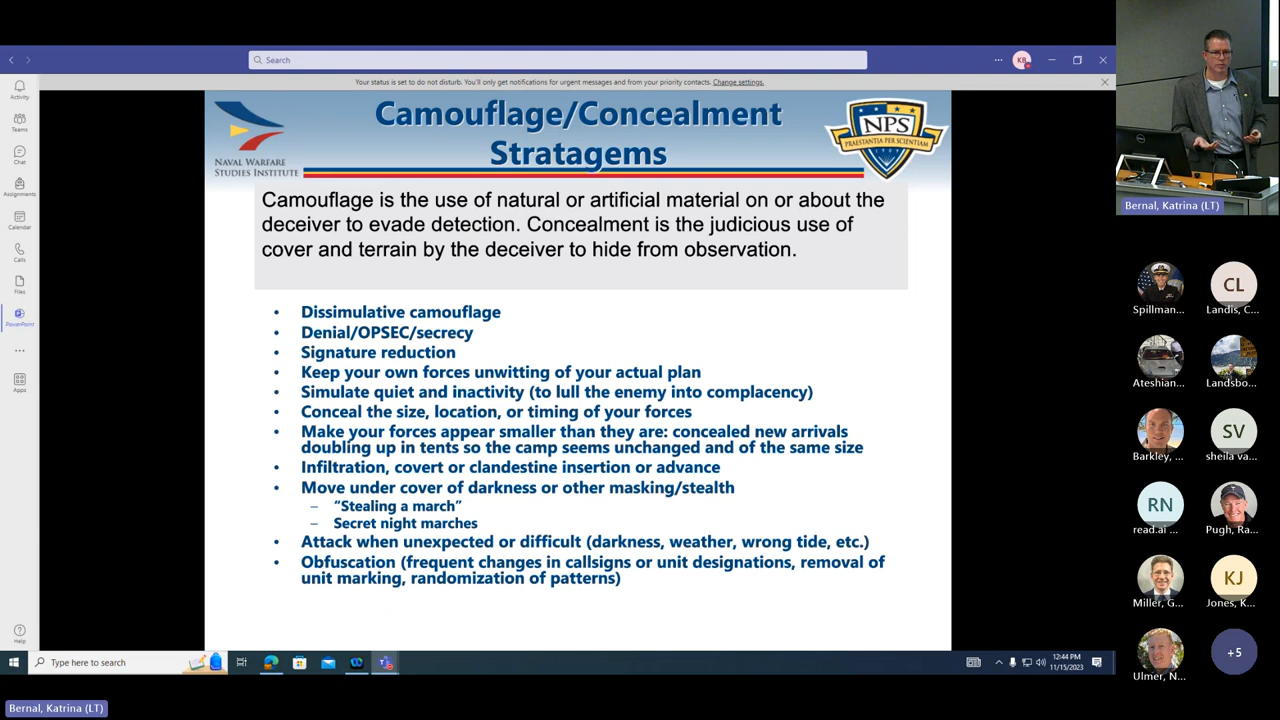 Search
KB
Your status is set to do not disturb. You'll only get notifications for urgent messages and from your priority contacts. Change settings.
Activity
Teams
Chat
Assignments
Calendar
Calls
Files
PowerPoint
Apps
Help
NAVAL WARFARE
STUDIES INSTITUTE
Camouflage/Concealment
Stratagems
NPS
PRAESTANTIA PER SCIENTIAM
Camouflage is the use of natural or artificial material on or about the
deceiver to evade detection. Concealment is the judicious use of
cover and terrain by the deceiver to hide from observation.
• Dissimulative camouflage
• Denial/OPSEC/secrecy
• Signature reduction
• Keep your own forces unwitting of your actual plan
• Simulate quiet and inactivity (to lull the enemy into complacency)
• Conceal the size, location, or timing of your forces
• Make your forces appear smaller than they are: concealed new arrivals
doubling up in tents so the camp seems unchanged and of the same size
• Infiltration, covert or clandestine insertion or advance
• Move under cover of darkness or other masking/stealth
– “Stealing a march”
– Secret night marches
• Attack when unexpected or difficult (darkness, weather, wrong tide, etc.)
• Obfuscation (frequent changes in callsigns or unit designations, removal of
unit marking, randomization of patterns)
Type here to search
12:44 PM
11/15/2023
Bernal, Katrina (LT)
Bernal, Katrina (LT)
Spillman...
CL
Landis, C...
Ateshian...
Landsbo...
Barkley, ...
SV
sheila va...
RN
read.ai ...
Pugh, Ra...
Miller, G...
KJ
Jones, K...
Ulmer, N...
+5